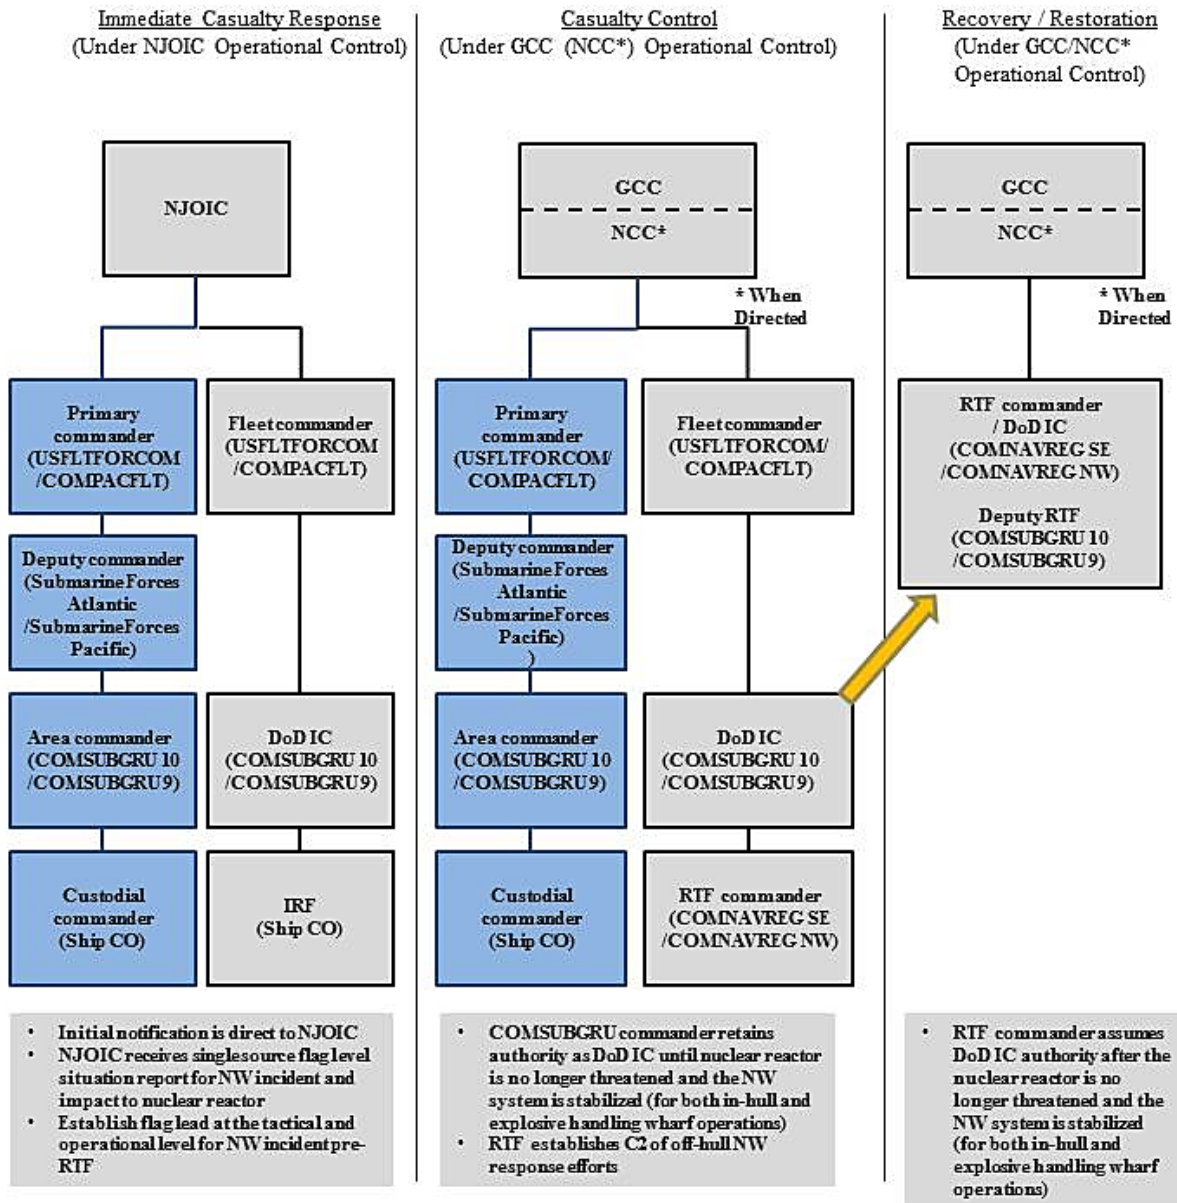 Immediate Casualty Response
(Under NJOIC Operational Control)
NJOIC
Primary
commander
(USFLTFORCOM
/COMPACFLT)
Fleet commander
(USFLTFORCOM
/COMPACFLT)
Deputy commander
(Submarine Forces
Atlantic
/Submarine Forces
Pacific)
Area commander
(COMSUBGRU 10
/COMSUBGRU 9)
DoD IC
(COMSUBGRU 10
/COMSUBGRU 9)
Custodial
commander
(Ship CO)
IRF
(Ship CO)
• Initial notification is direct to NJOIC
• NJOIC receives single source flag level
situation report for NW incident and
impact to nuclear reactor
• Establish flag lead at the tactical and
operational level for NW incident pre-
RTF
Casualty Control
(Under GCC (NCC*) Operational Control)
GCC
NCC*
* When
Directed
Primary
commander
(USFLTFORCOM/
COMPACFLT)
Fleet commander
(USFLTFORCOM/
COMPACFLT)
Deputy commander
(Submarine Forces
Atlantic
/Submarine Forces
Pacific)
)
Area commander
(COMSUBGRU 10
/COMSUBGRU 9)
DoD IC
(COMSUBGRU 10
/COMSUBGRU 9)
Custodial
commander
(Ship CO)
RTF commander
(COMNAVREG SE
/COMNAVREG NW)
• COMSUBGRU commander retains
authority as DoD IC until nuclear reactor
is no longer threatened and the NW
system is stabilized (for both in-hull and
explosive handling wharf operations)
• RTF establishes C2 of off-hull NW
response efforts
Recovery / Restoration
(Under GCC/NCC*
Operational Control)
GCC
NCC*
* When
Directed
RTF commander
/ DoD IC
(COMNAVREG SE
/COMNAVREG NW)
Deputy RTF
(COMSUBGRU 10
/COMSUBGRU 9)
• RTF commander assumes
DoD IC authority after the
nuclear reactor is no
longer threatened and the
NW system is stabilized
(for both in-hull and
explosive handling wharf
operations)